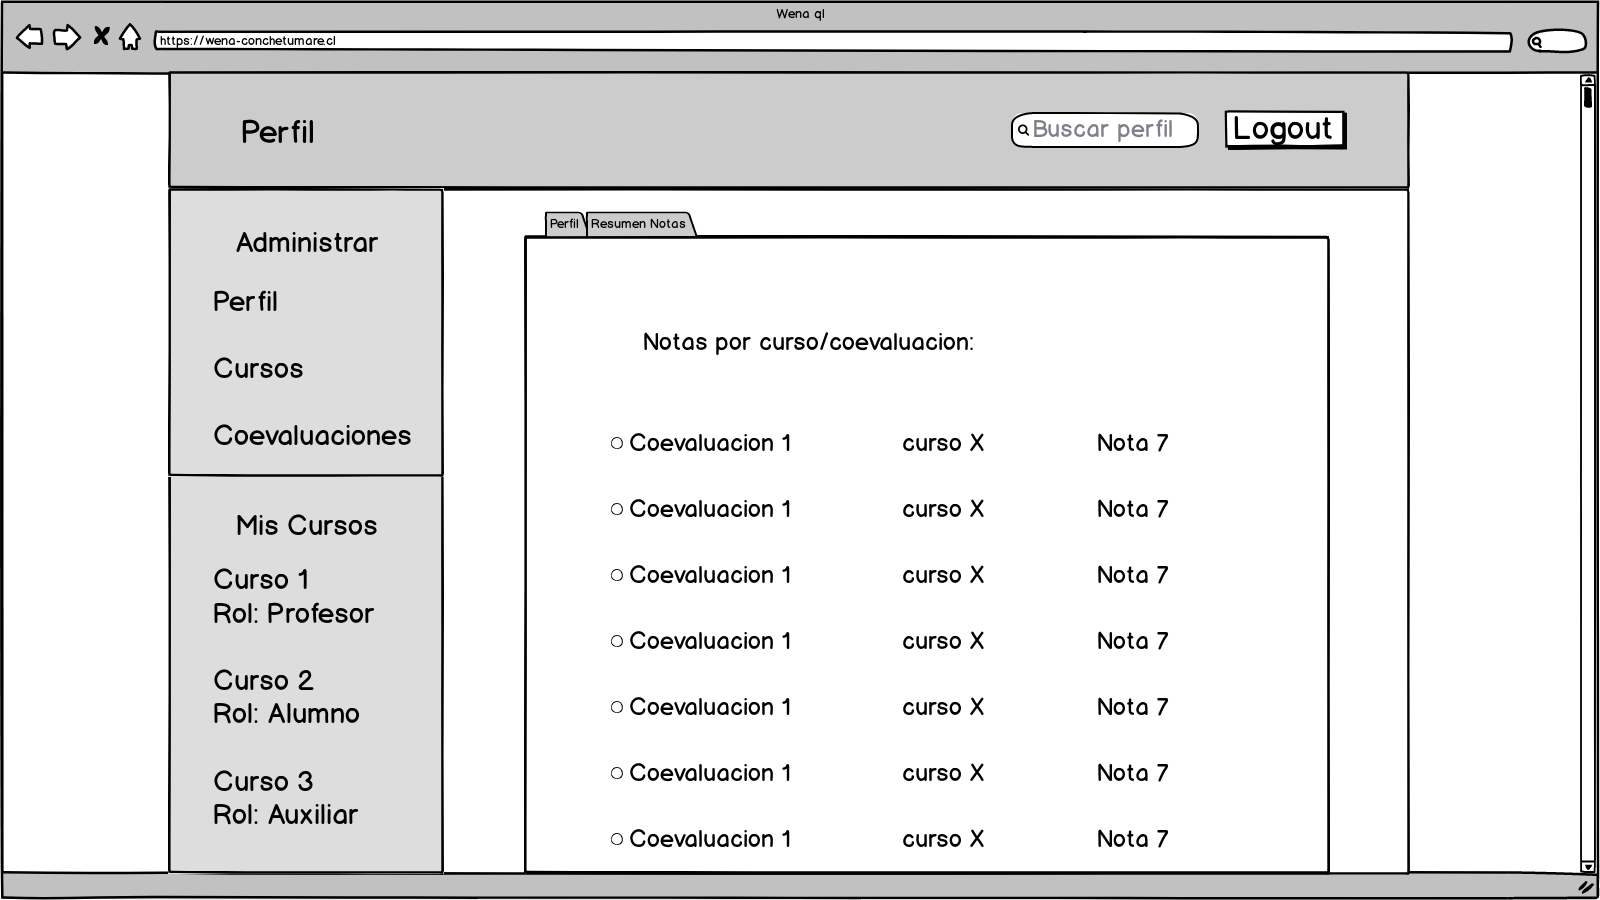 Wena ql
https://wena-conchetumare.cl
Perfil
Buscar perfil
Logout
Administrar
Perfil
Cursos
Coevaluaciones
Mis Cursos
Curso 1
Rol: Profesor
Curso 2
Rol: Alumno
Curso 3
Rol: Auxiliar
Perfil
Resumen Notas
Notas por curso/coevaluacion:
Coevaluacion 1 curso X Nota 7
Coevaluacion 1 curso X Nota 7
Coevaluacion 1 curso X Nota 7
Coevaluacion 1 curso X Nota 7
Coevaluacion 1 curso X Nota 7
Coevaluacion 1 curso X Nota 7
Coevaluacion 1 curso X Nota 7